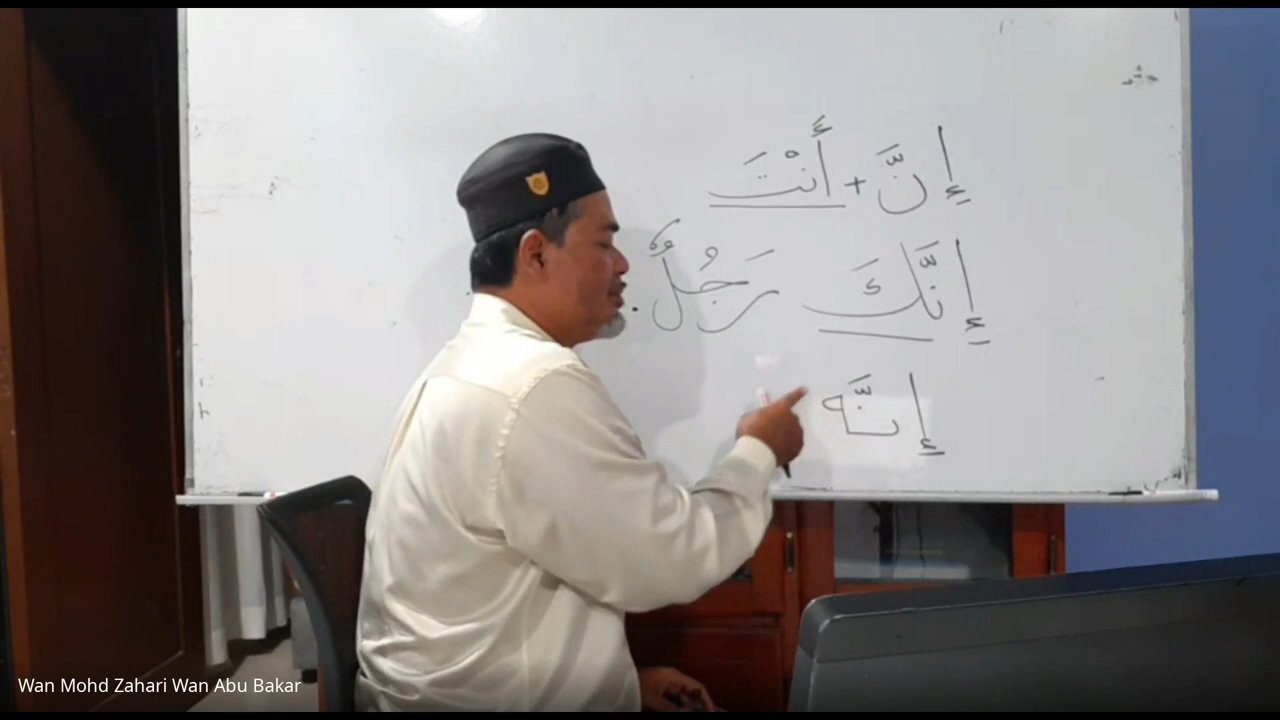 إِنَّ + أَنْتَ
إِنَّكَ رَجُلٌ.
إِنَّه
Wan Mohd Zahari Wan Abu Bakar